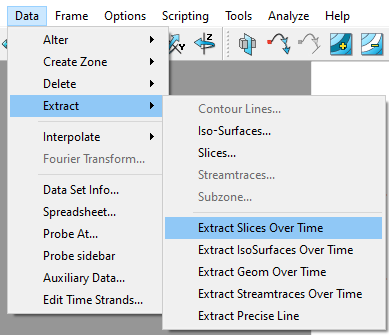 Data Frame Options Scripting Tools Analyze Help
Alter
Create Zone
Delete
Extract
Interpolate
Fourier Transform...
Data Set Info...
Spreadsheet...
Probe At...
Probe sidebar
Auxiliary Data...
Edit Time Strands...
Contour Lines...
Iso-Surfaces...
Slices...
Streamtraces...
Subzone...
Extract Slices Over Time
Extract IsoSurfaces Over Time
Extract Geom Over Time
Extract Streamtraces Over Time
Extract Precise Line